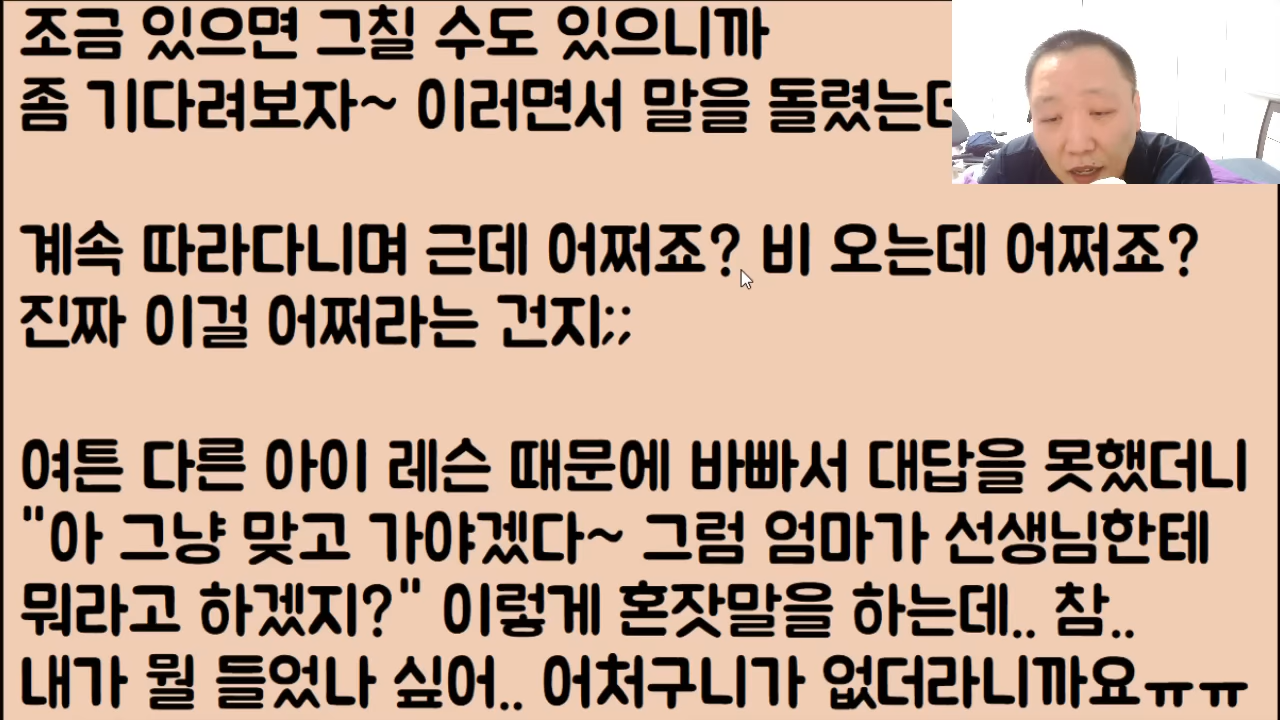 조금 있으면 그칠 수도 있으니까
좀 기다려보자~ 이러면서 말을 돌렸는데
계속 따라다니며 근데 어쩌죠? 비 오는데 어쩌죠?
진짜 이걸 어쩌라는 건지;;
여튼 다른 아이 레슨 때문에 바빠서 대답을 못했더니
"아 그냥 맞고 가야겠다~ 그럼 엄마가 선생님한테
뭐라고 하겠지?" 이렇게 혼잣말을 하는데.. 참..
내가 뭘 들었나 싶어.. 어처구니가 없더라니까요ㅠㅠ